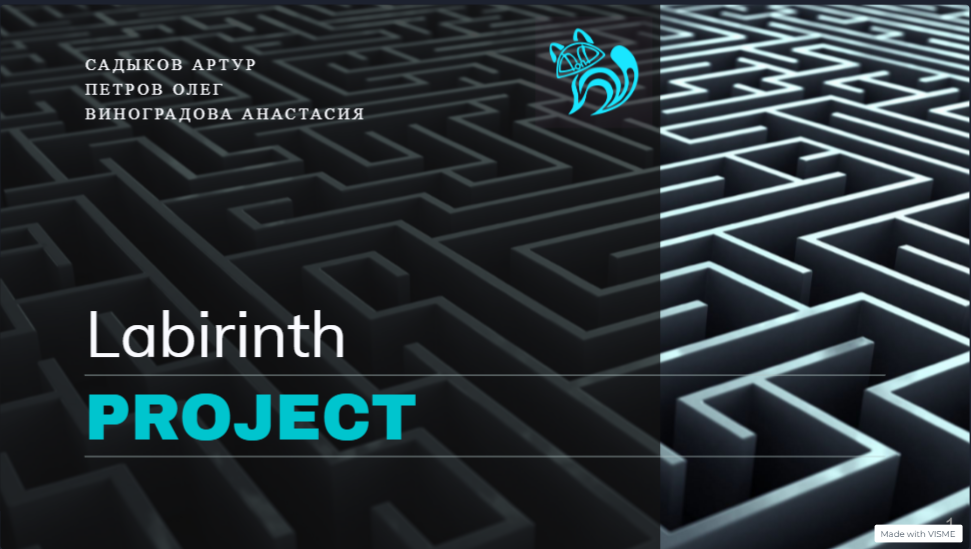 САДЫКОВ АРТУР
ПЕТРОВ ОЛЕГ
ВИНОГРАДОВА АНАСТАСИЯ
Labirinth
PROJECT
1
Made with VISME